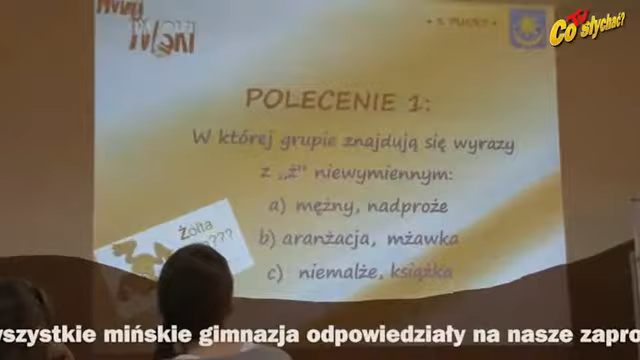 Co TV słychać?
POLECENIE 1:
W której grupie znajdują się wyrazy
z „ż” niewymiennym:
a) mężny, nadproże
b) aranżacja, mżawka
c) niemalże, książka
żółta
???
wszystkie mińskie gimnazja odpowiedziały na nasze zapro